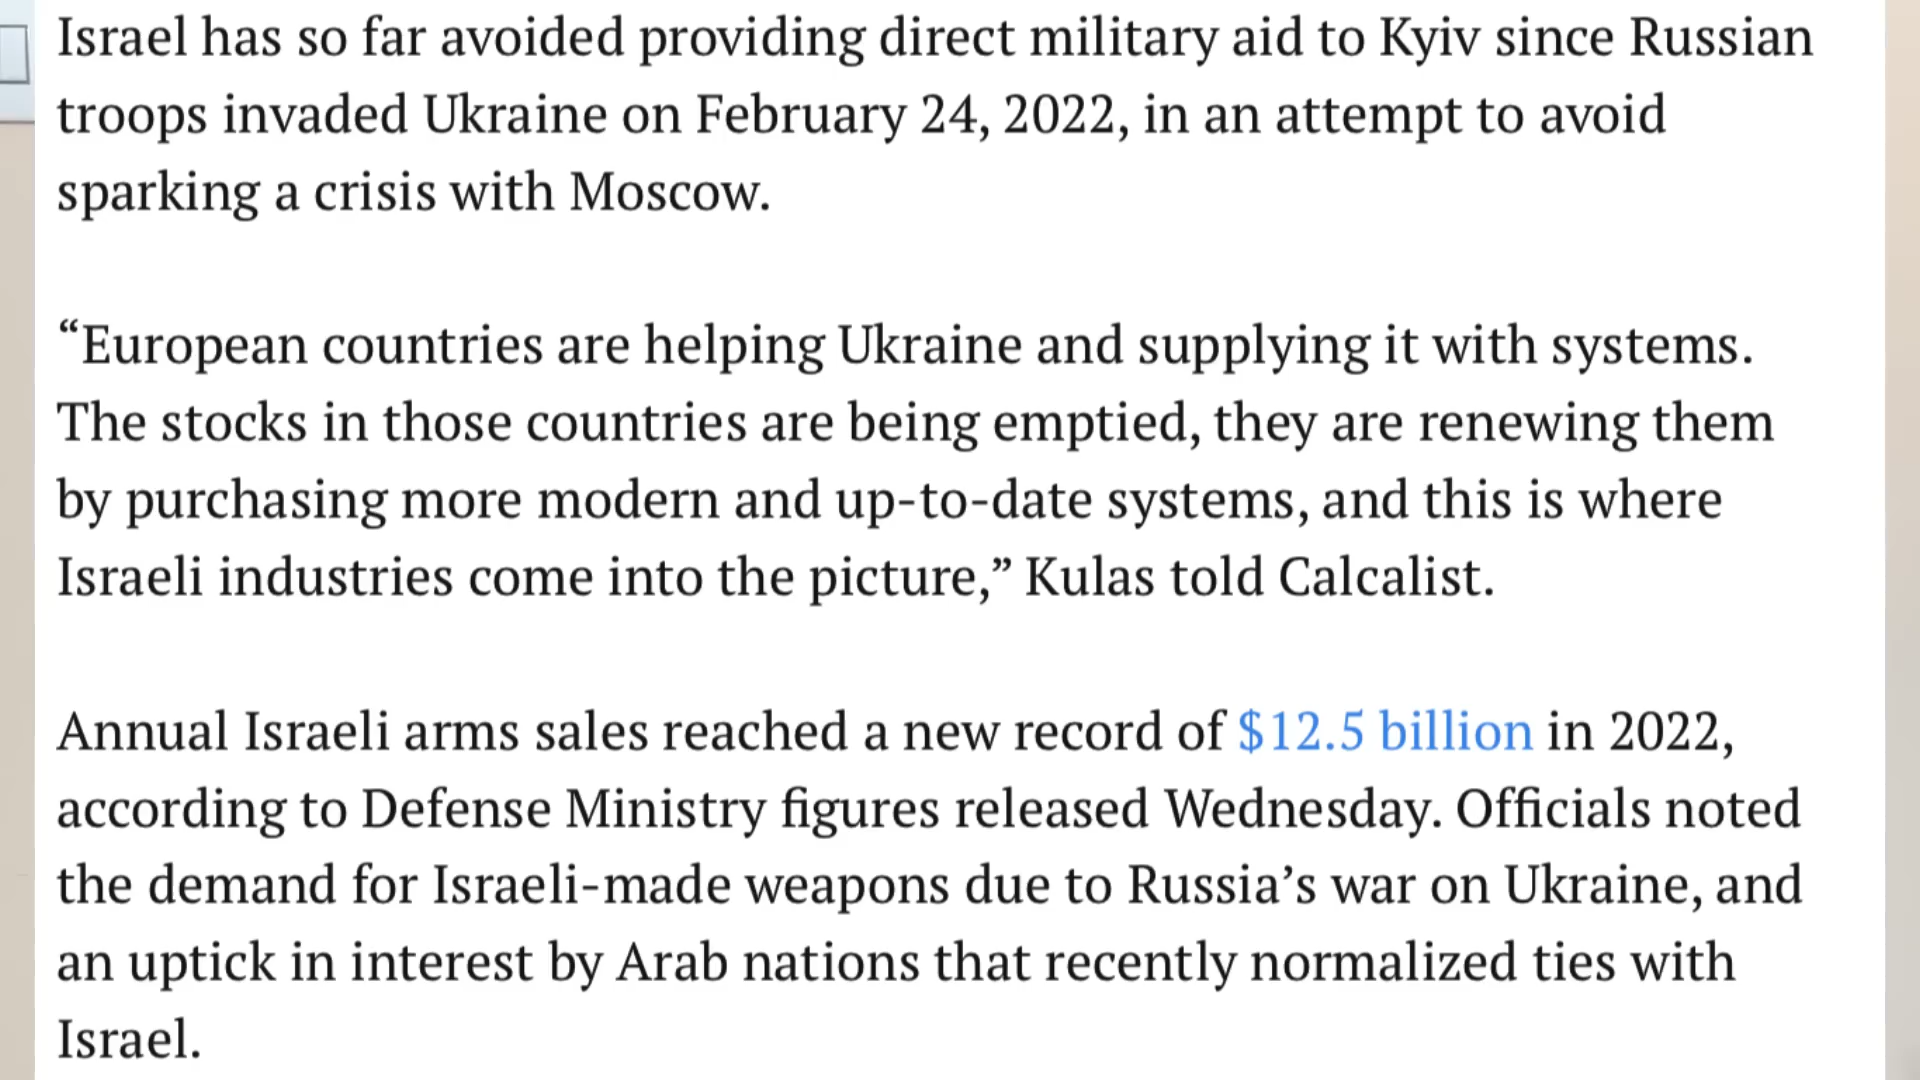 Israel has so far avoided providing direct military aid to Kyiv since Russian
troops invaded Ukraine on February 24, 2022, in an attempt to avoid
sparking a crisis with Moscow.
“European countries are helping Ukraine and supplying it with systems.
The stocks in those countries are being emptied, they are renewing them
by purchasing more modern and up-to-date systems, and this is where
Israeli industries come into the picture,” Kulas told Calcalist.
Annual Israeli arms sales reached a new record of $12.5 billion in 2022,
according to Defense Ministry figures released Wednesday. Officials noted
the demand for Israeli-made weapons due to Russia’s war on Ukraine, and
an uptick in interest by Arab nations that recently normalized ties with
Israel.